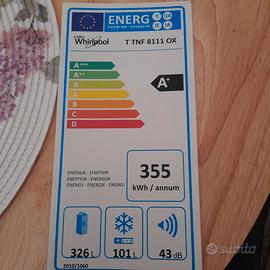 ENERG
Whirlpool
T TNF 8111 OX
A+++
A++
A+
A
B
C
D
A+
ENERGIA · ЕНЕРГИЯ
ΕΝΕΡΓΕΙΑ · ENERGIJA
ENERGY · ENERGIE · ENERGI
355
kWh / annum
326 L
101 L
43 dB
2010/1060
subito